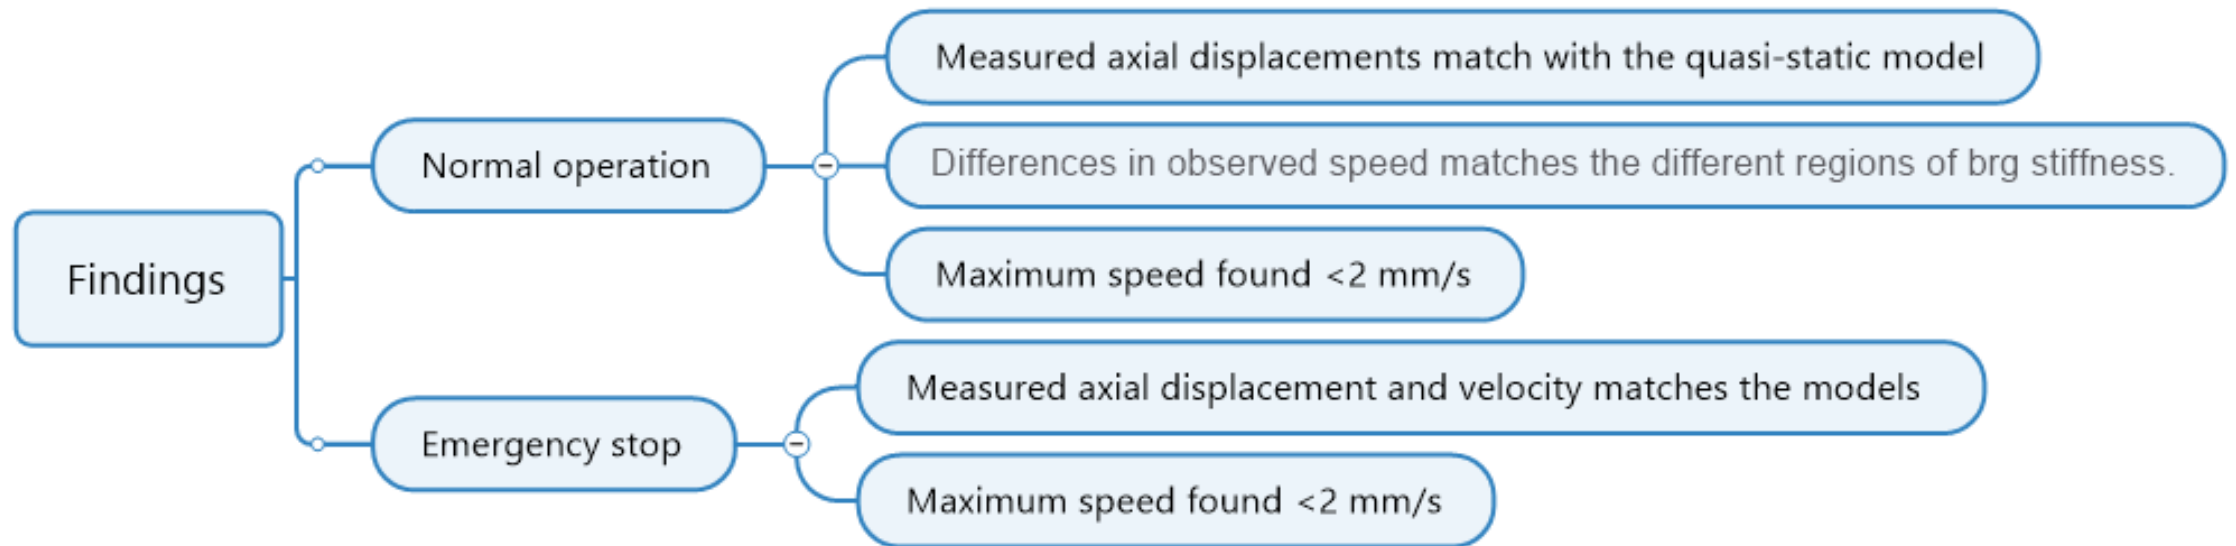 Findings
Normal operation
Measured axial displacements match with the quasi-static model
Differences in observed speed matches the different regions of brg stiffness.
Maximum speed found <2 mm/s
Emergency stop
Measured axial displacement and velocity matches the models
Maximum speed found <2 mm/s